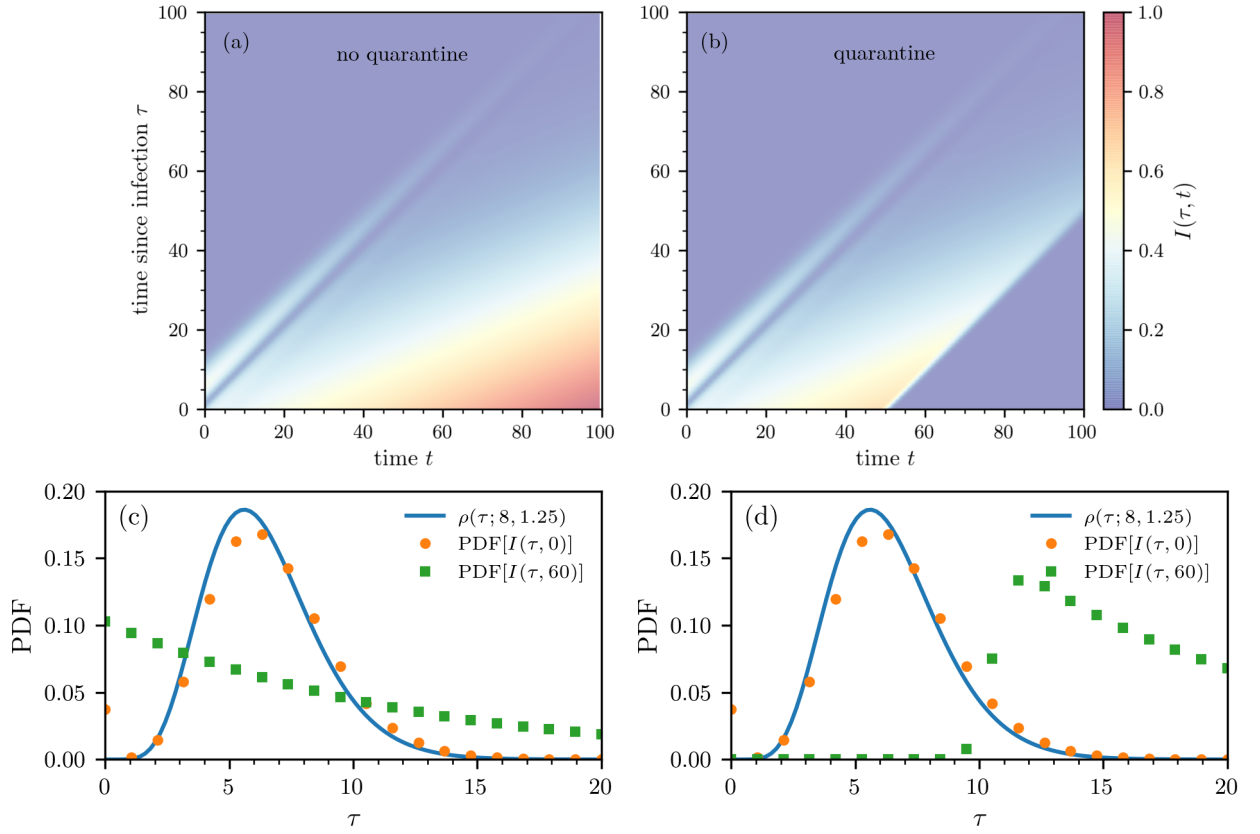 (a)
no quarantine
100
80
60
40
20
0
time since infection τ
0 20 40 60 80 100
time t
(b)
quarantine
100
80
60
40
20
0
0 20 40 60 80 100
time t
1.0
0.8
0.6
0.4
0.2
0.0
I(τ, t)
(c)
ρ(τ; 8, 1.25)
PDF[I(τ, 0)]
PDF[I(τ, 60)]
0.20
0.15
0.10
0.05
0.00
PDF
0 5 10 15 20
τ
(d)
ρ(τ; 8, 1.25)
PDF[I(τ, 0)]
PDF[I(τ, 60)]
0.20
0.15
0.10
0.05
0.00
PDF
0 5 10 15 20
τ